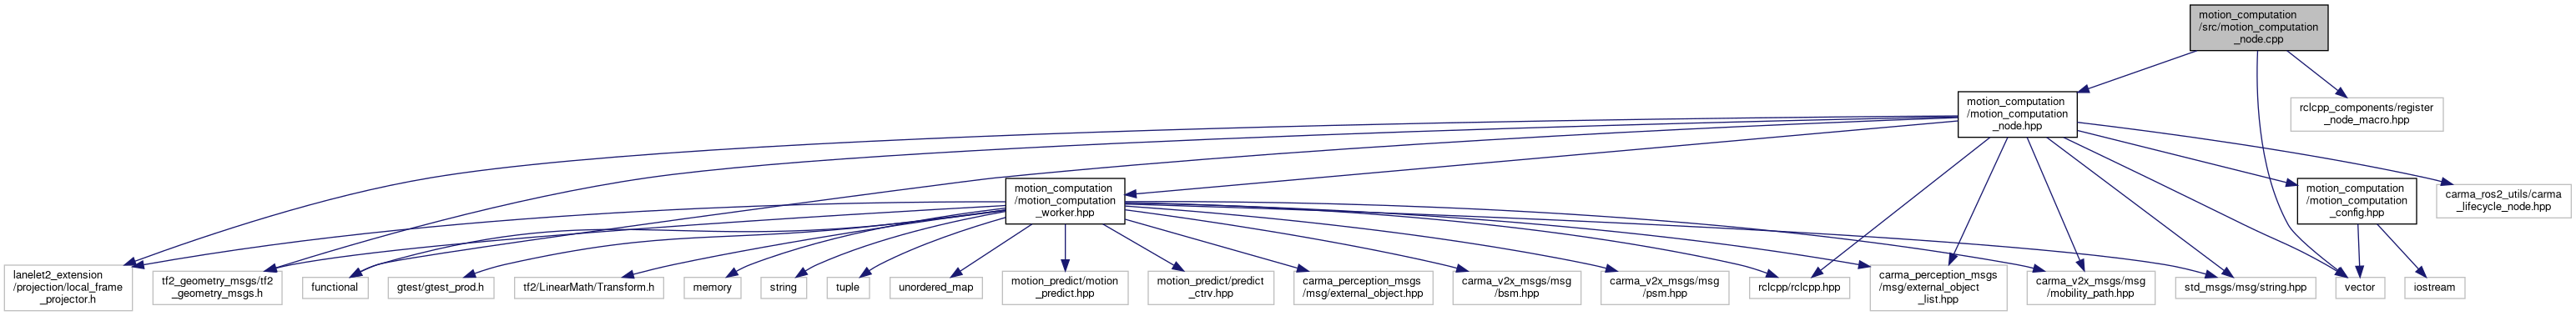 motion_computation
/src/motion_computation
_node.cpp
motion_computation
/motion_computation
_node.hpp
rclcpp_components/register
_node_macro.hpp
motion_computation
/motion_computation
_worker.hpp
motion_computation
/motion_computation
_config.hpp
carma_ros2_utils/carma
_lifecycle_node.hpp
lanelet2_extension
/projection/local_frame
_projector.h
tf2_geometry_msgs/tf2
_geometry_msgs.h
functional
gtest/gtest_prod.h
tf2/LinearMath/Transform.h
memory
string
tuple
unordered_map
motion_predict/motion
_predict.hpp
motion_predict/predict
_ctrv.hpp
carma_perception_msgs
/msg/external_object.hpp
carma_v2x_msgs/msg
/bsm.hpp
carma_v2x_msgs/msg
/psm.hpp
rclcpp/rclcpp.hpp
carma_perception_msgs
/msg/external_object
_list.hpp
carma_v2x_msgs/msg
/mobility_path.hpp
std_msgs/msg/string.hpp
vector
iostream